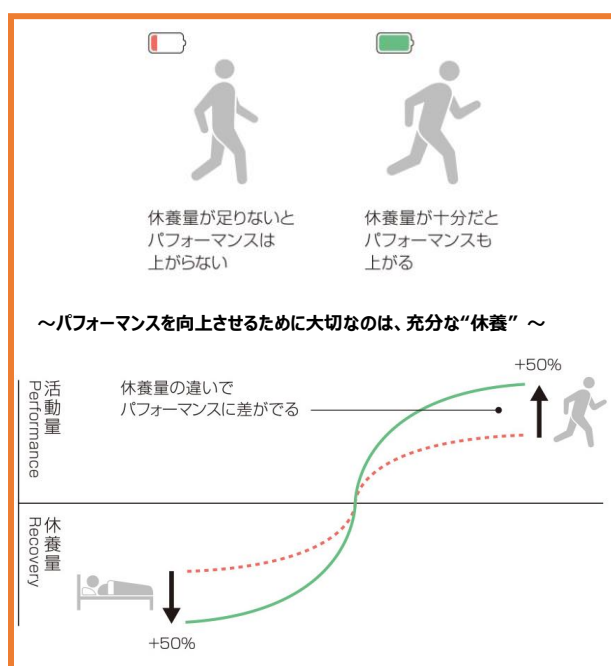 休養量が足りないと
パフォーマンスは
上がらない
休養量が十分だと
パフォーマンスも
上がる
～パフォーマンスを向上させるために大切なのは、充分な“休養” ～
+50%
活動量
Performance
休養量の違いで
パフォーマンスに差がでる
休養量
Recovery
+50%